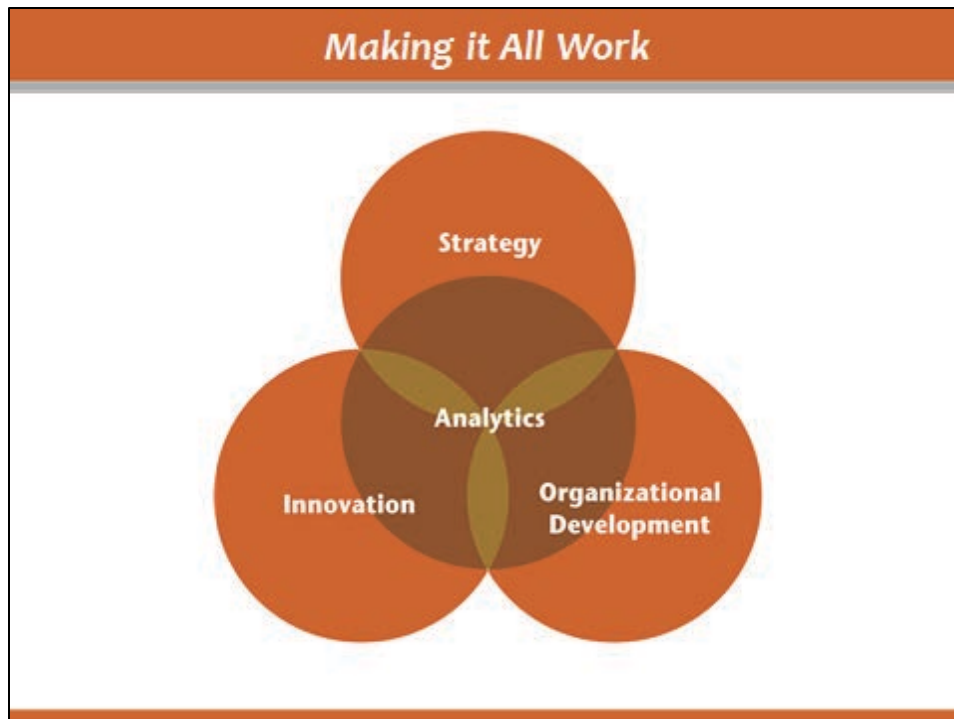 Making it All Work
Strategy
Analytics
Innovation
Organizational
Development